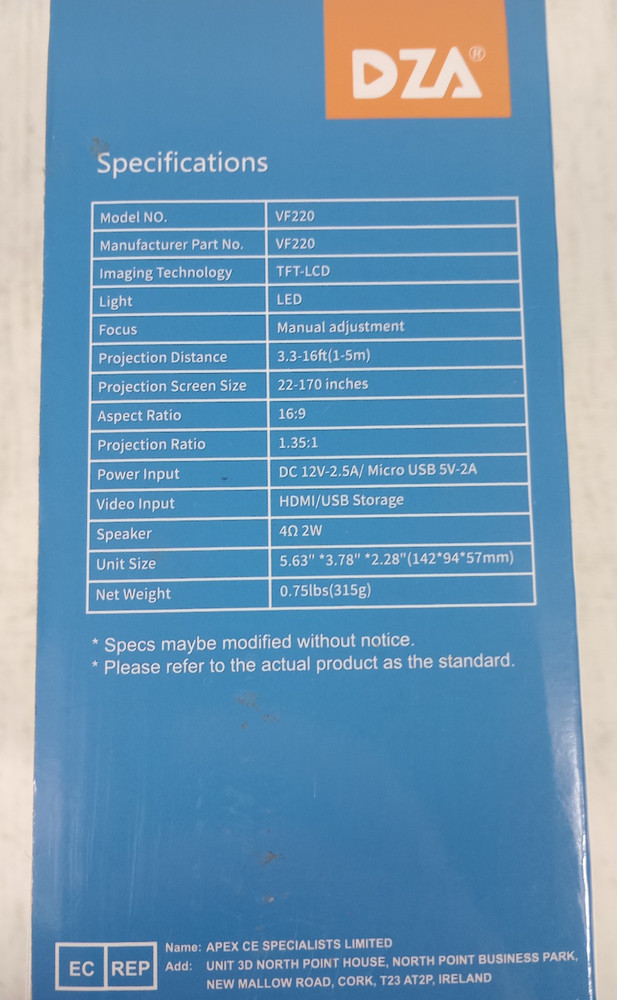 DZA®
Specifications
Model NO. VF220
Manufacturer Part No. VF220
Imaging Technology TFT-LCD
Light LED
Focus Manual adjustment
Projection Distance 3.3-16ft(1-5m)
Projection Screen Size 22-170 inches
Aspect Ratio 16:9
Projection Ratio 1.35:1
Power Input DC 12V-2.5A/ Micro USB 5V-2A
Video Input HDMI/USB Storage
Speaker 4Ω 2W
Unit Size 5.63" *3.78" *2.28"(142*94*57mm)
Net Weight 0.75lbs(315g)
* Specs maybe modified without notice.
* Please refer to the actual product as the standard.
EC REP
Name: APEX CE SPECIALISTS LIMITED
Add: UNIT 3D NORTH POINT HOUSE, NORTH POINT BUSINESS PARK,
NEW MALLOW ROAD, CORK, T23 AT2P, IRELAND